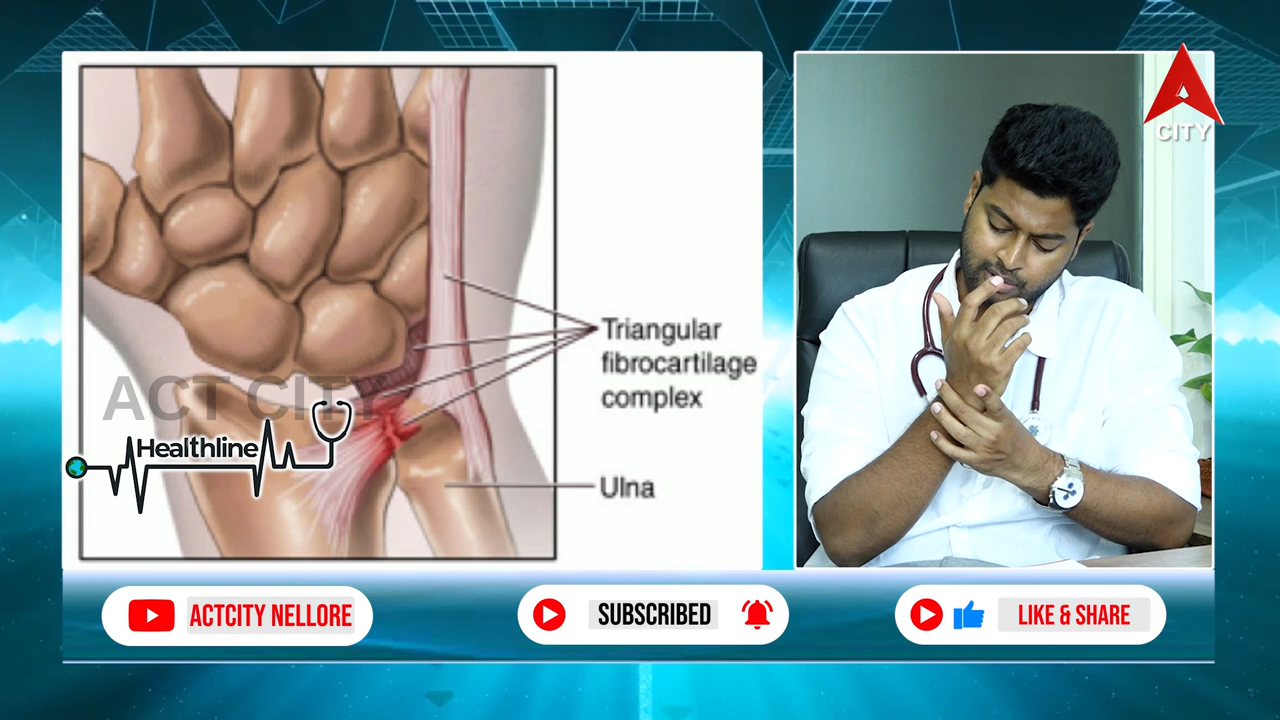 CITY
Triangular
fibrocartilage
complex
ACT CITY
Healthline
Ulna
ACTCITY NELLORE
SUBSCRIBED
LIKE & SHARE